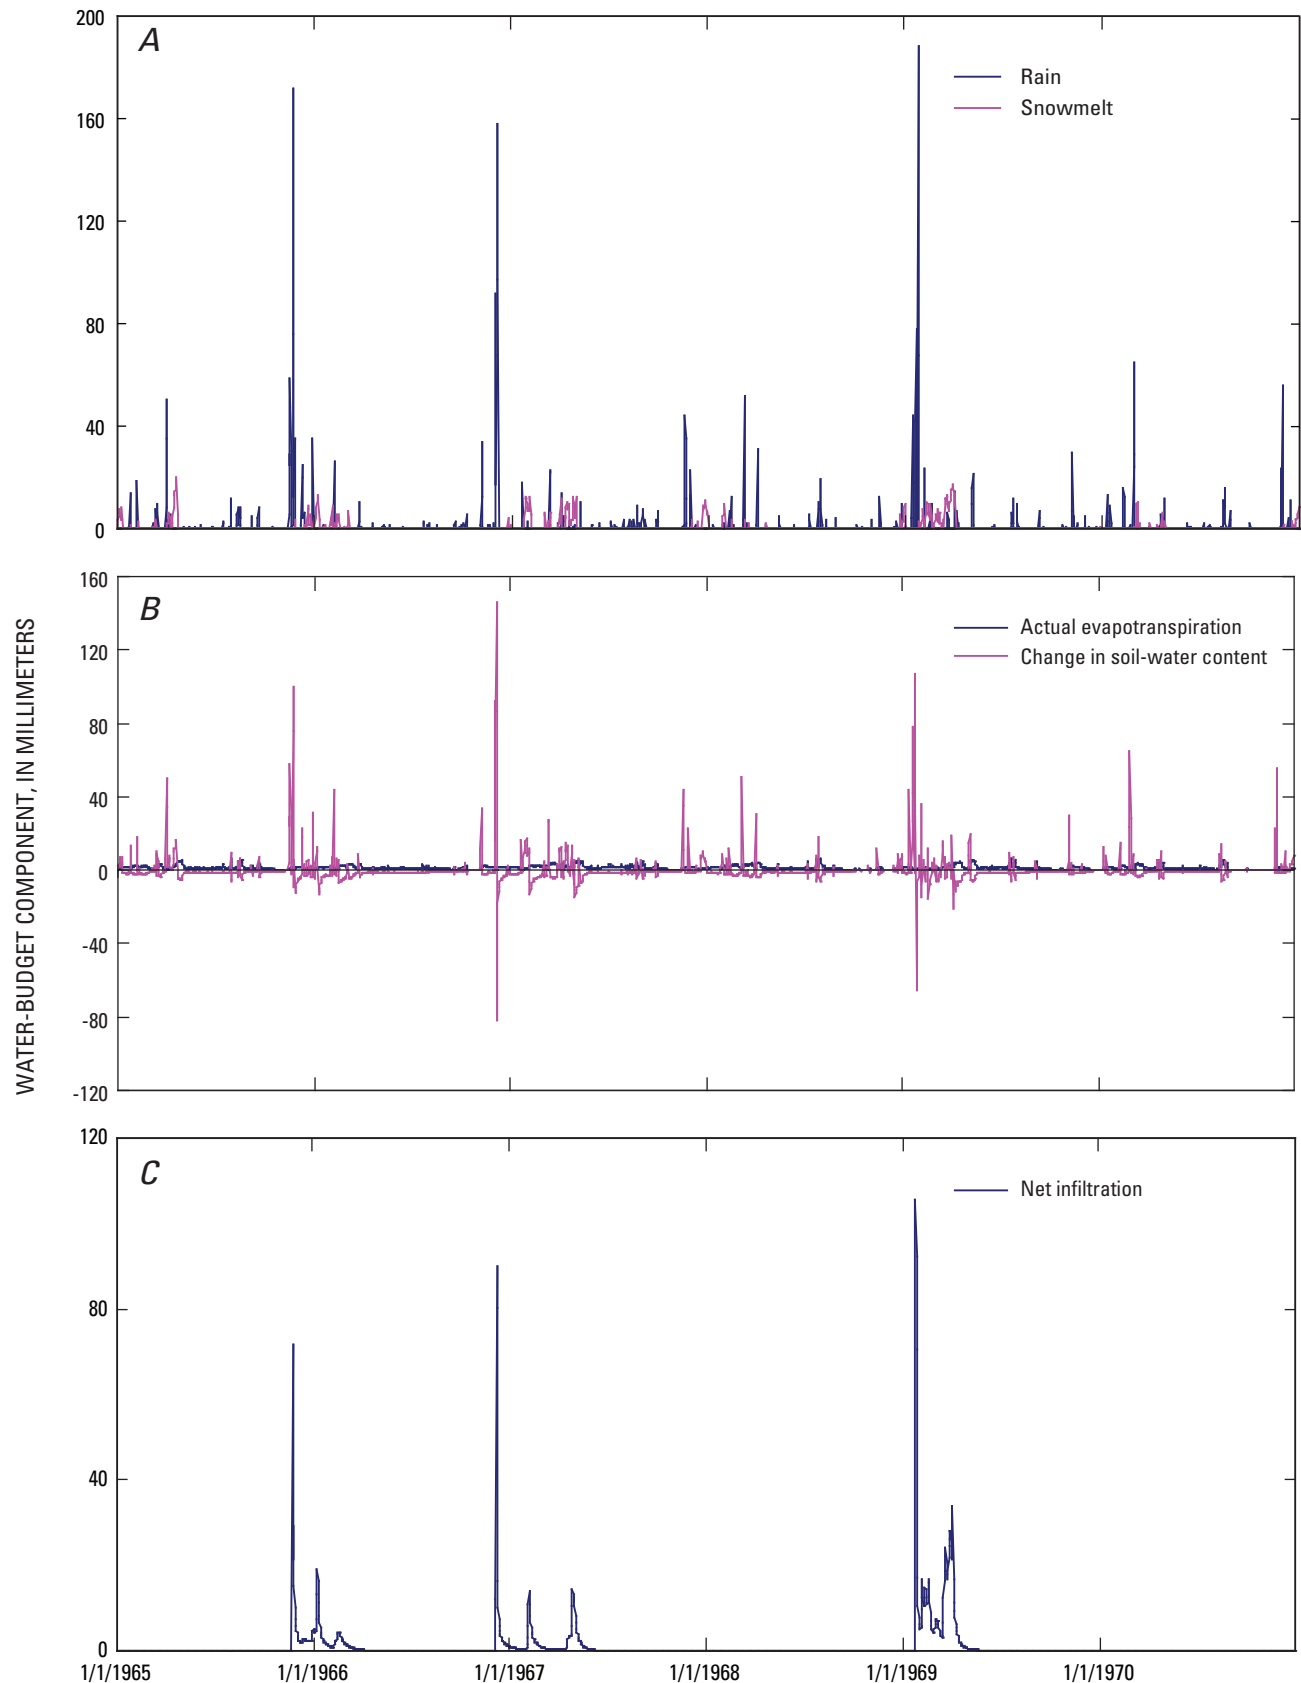 200
A
Rain
Snowmelt
160
120
80
40
0
WATER-BUDGET COMPONENT, IN MILLIMETERS
160
B
Actual evapotranspiration
Change in soil-water content
120
80
40
0
-40
-80
-120
120
C
Net infiltration
80
40
0
1/1/1965 1/1/1966 1/1/1967 1/1/1968 1/1/1969 1/1/1970